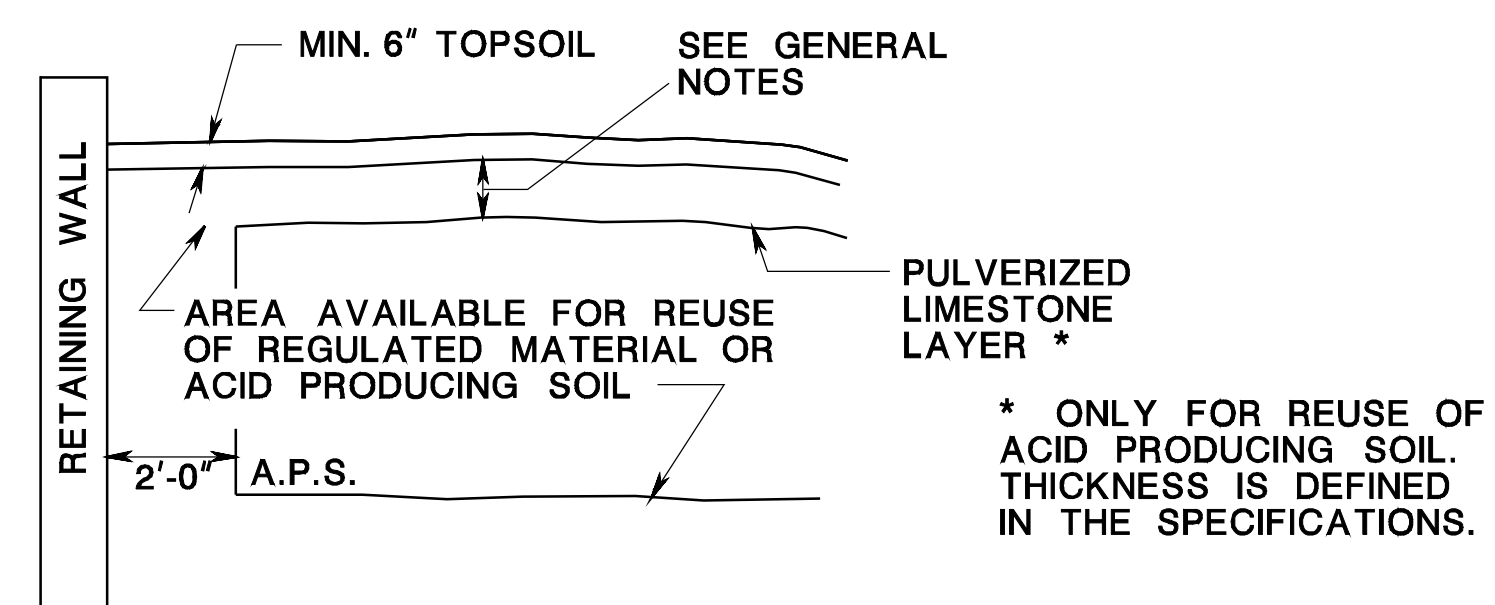 MIN. 6" TOPSOIL
SEE GENERAL
NOTES
RETAINING WALL
PULVERIZED
LIMESTONE
LAYER *
AREA AVAILABLE FOR REUSE
OF REGULATED MATERIAL OR
ACID PRODUCING SOIL
* ONLY FOR REUSE OF
ACID PRODUCING SOIL.
THICKNESS IS DEFINED
IN THE SPECIFICATIONS.
2'-0"
A.P.S.